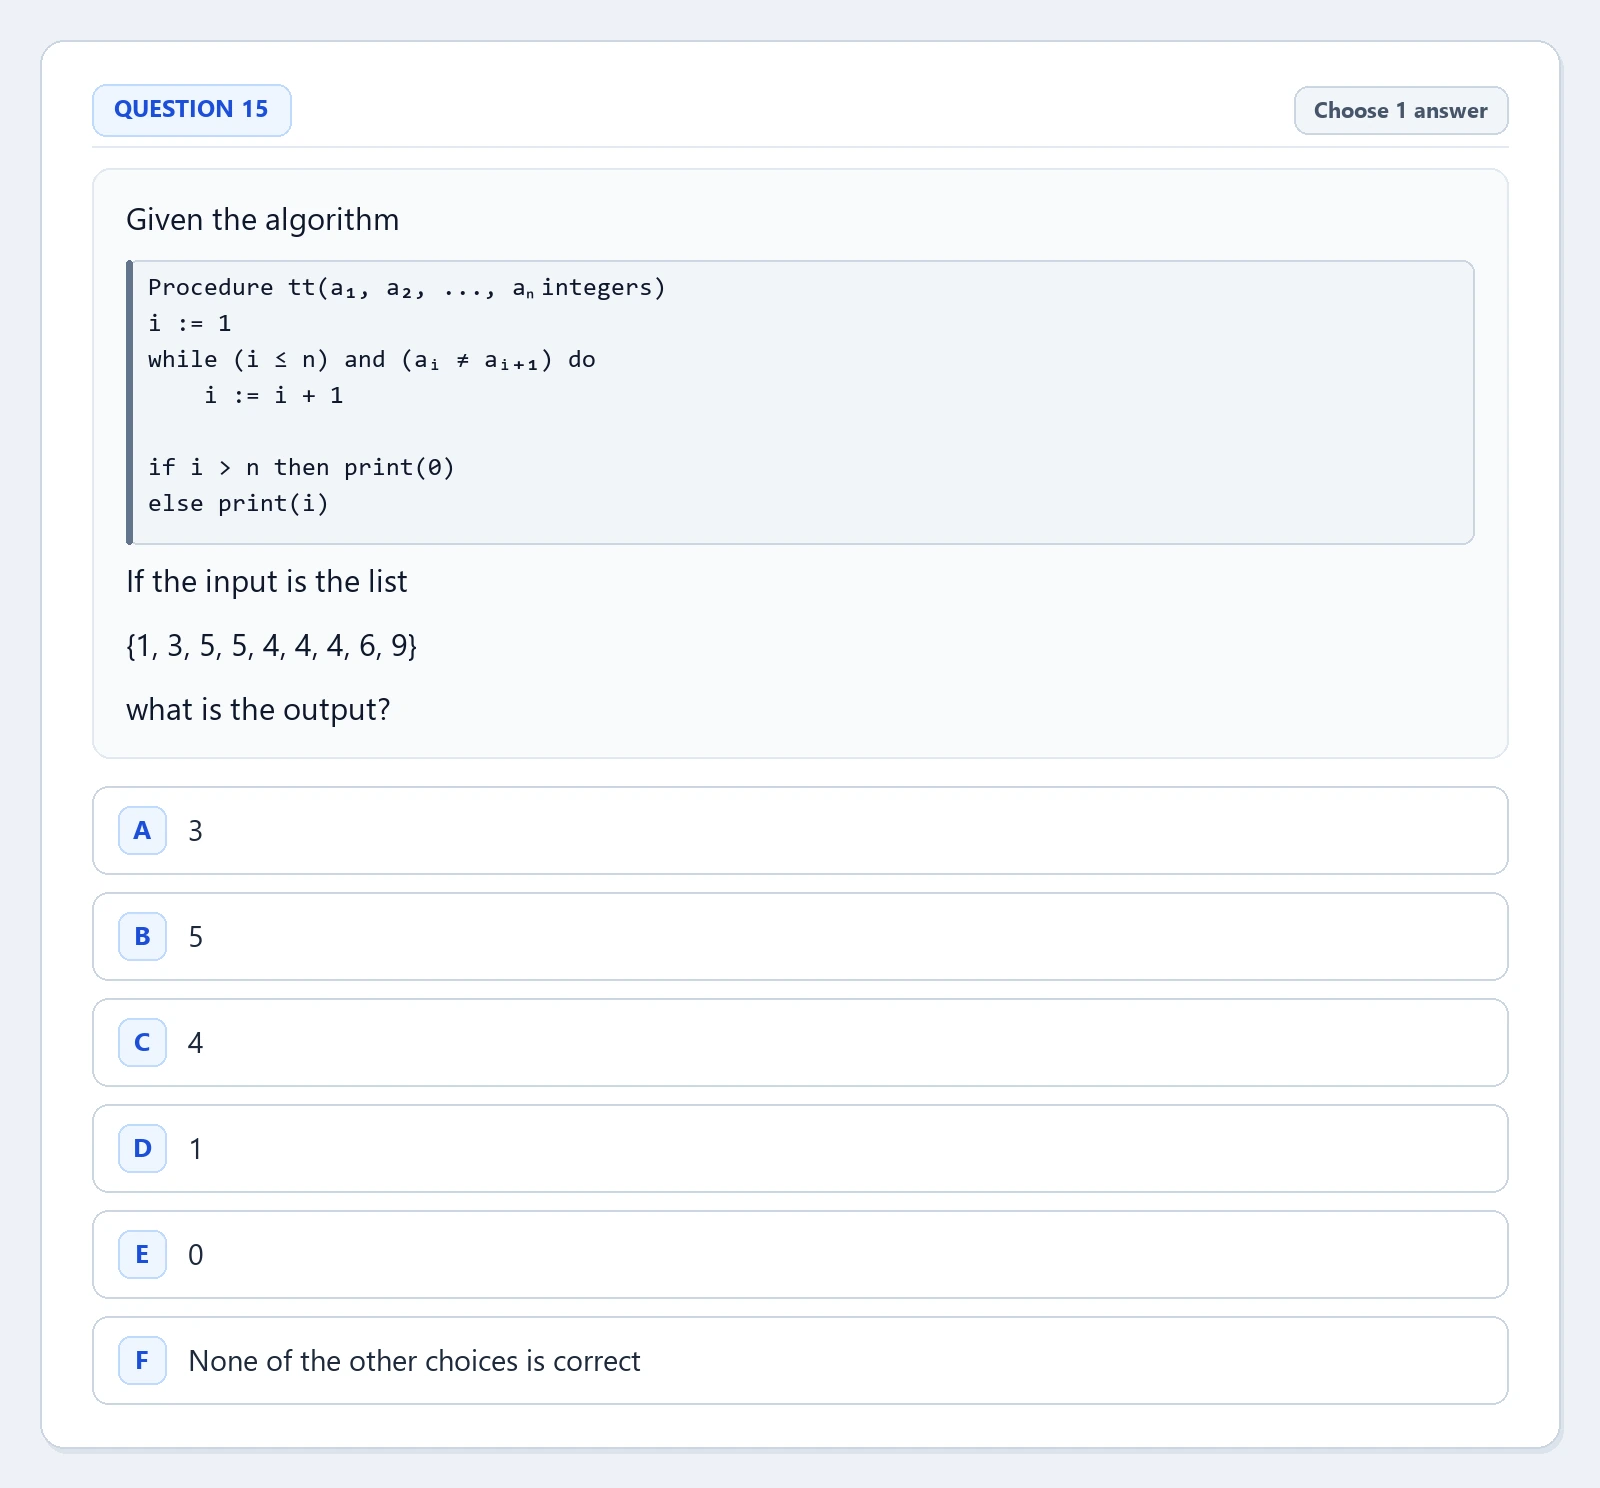 QUESTION 15
Choose 1 answer
Given the algorithm
Procedure tt(a₁, a₂, ..., aₙ integers)
i := 1
while (i ≤ n) and (aᵢ ≠ aᵢ₊₁) do
    i := i + 1
if i > n then print(0)
else print(i)
If the input is the list
{1, 3, 5, 5, 4, 4, 4, 6, 9}
what is the output?
A 3
B 5
C 4
D 1
E 0
F None of the other choices is correct